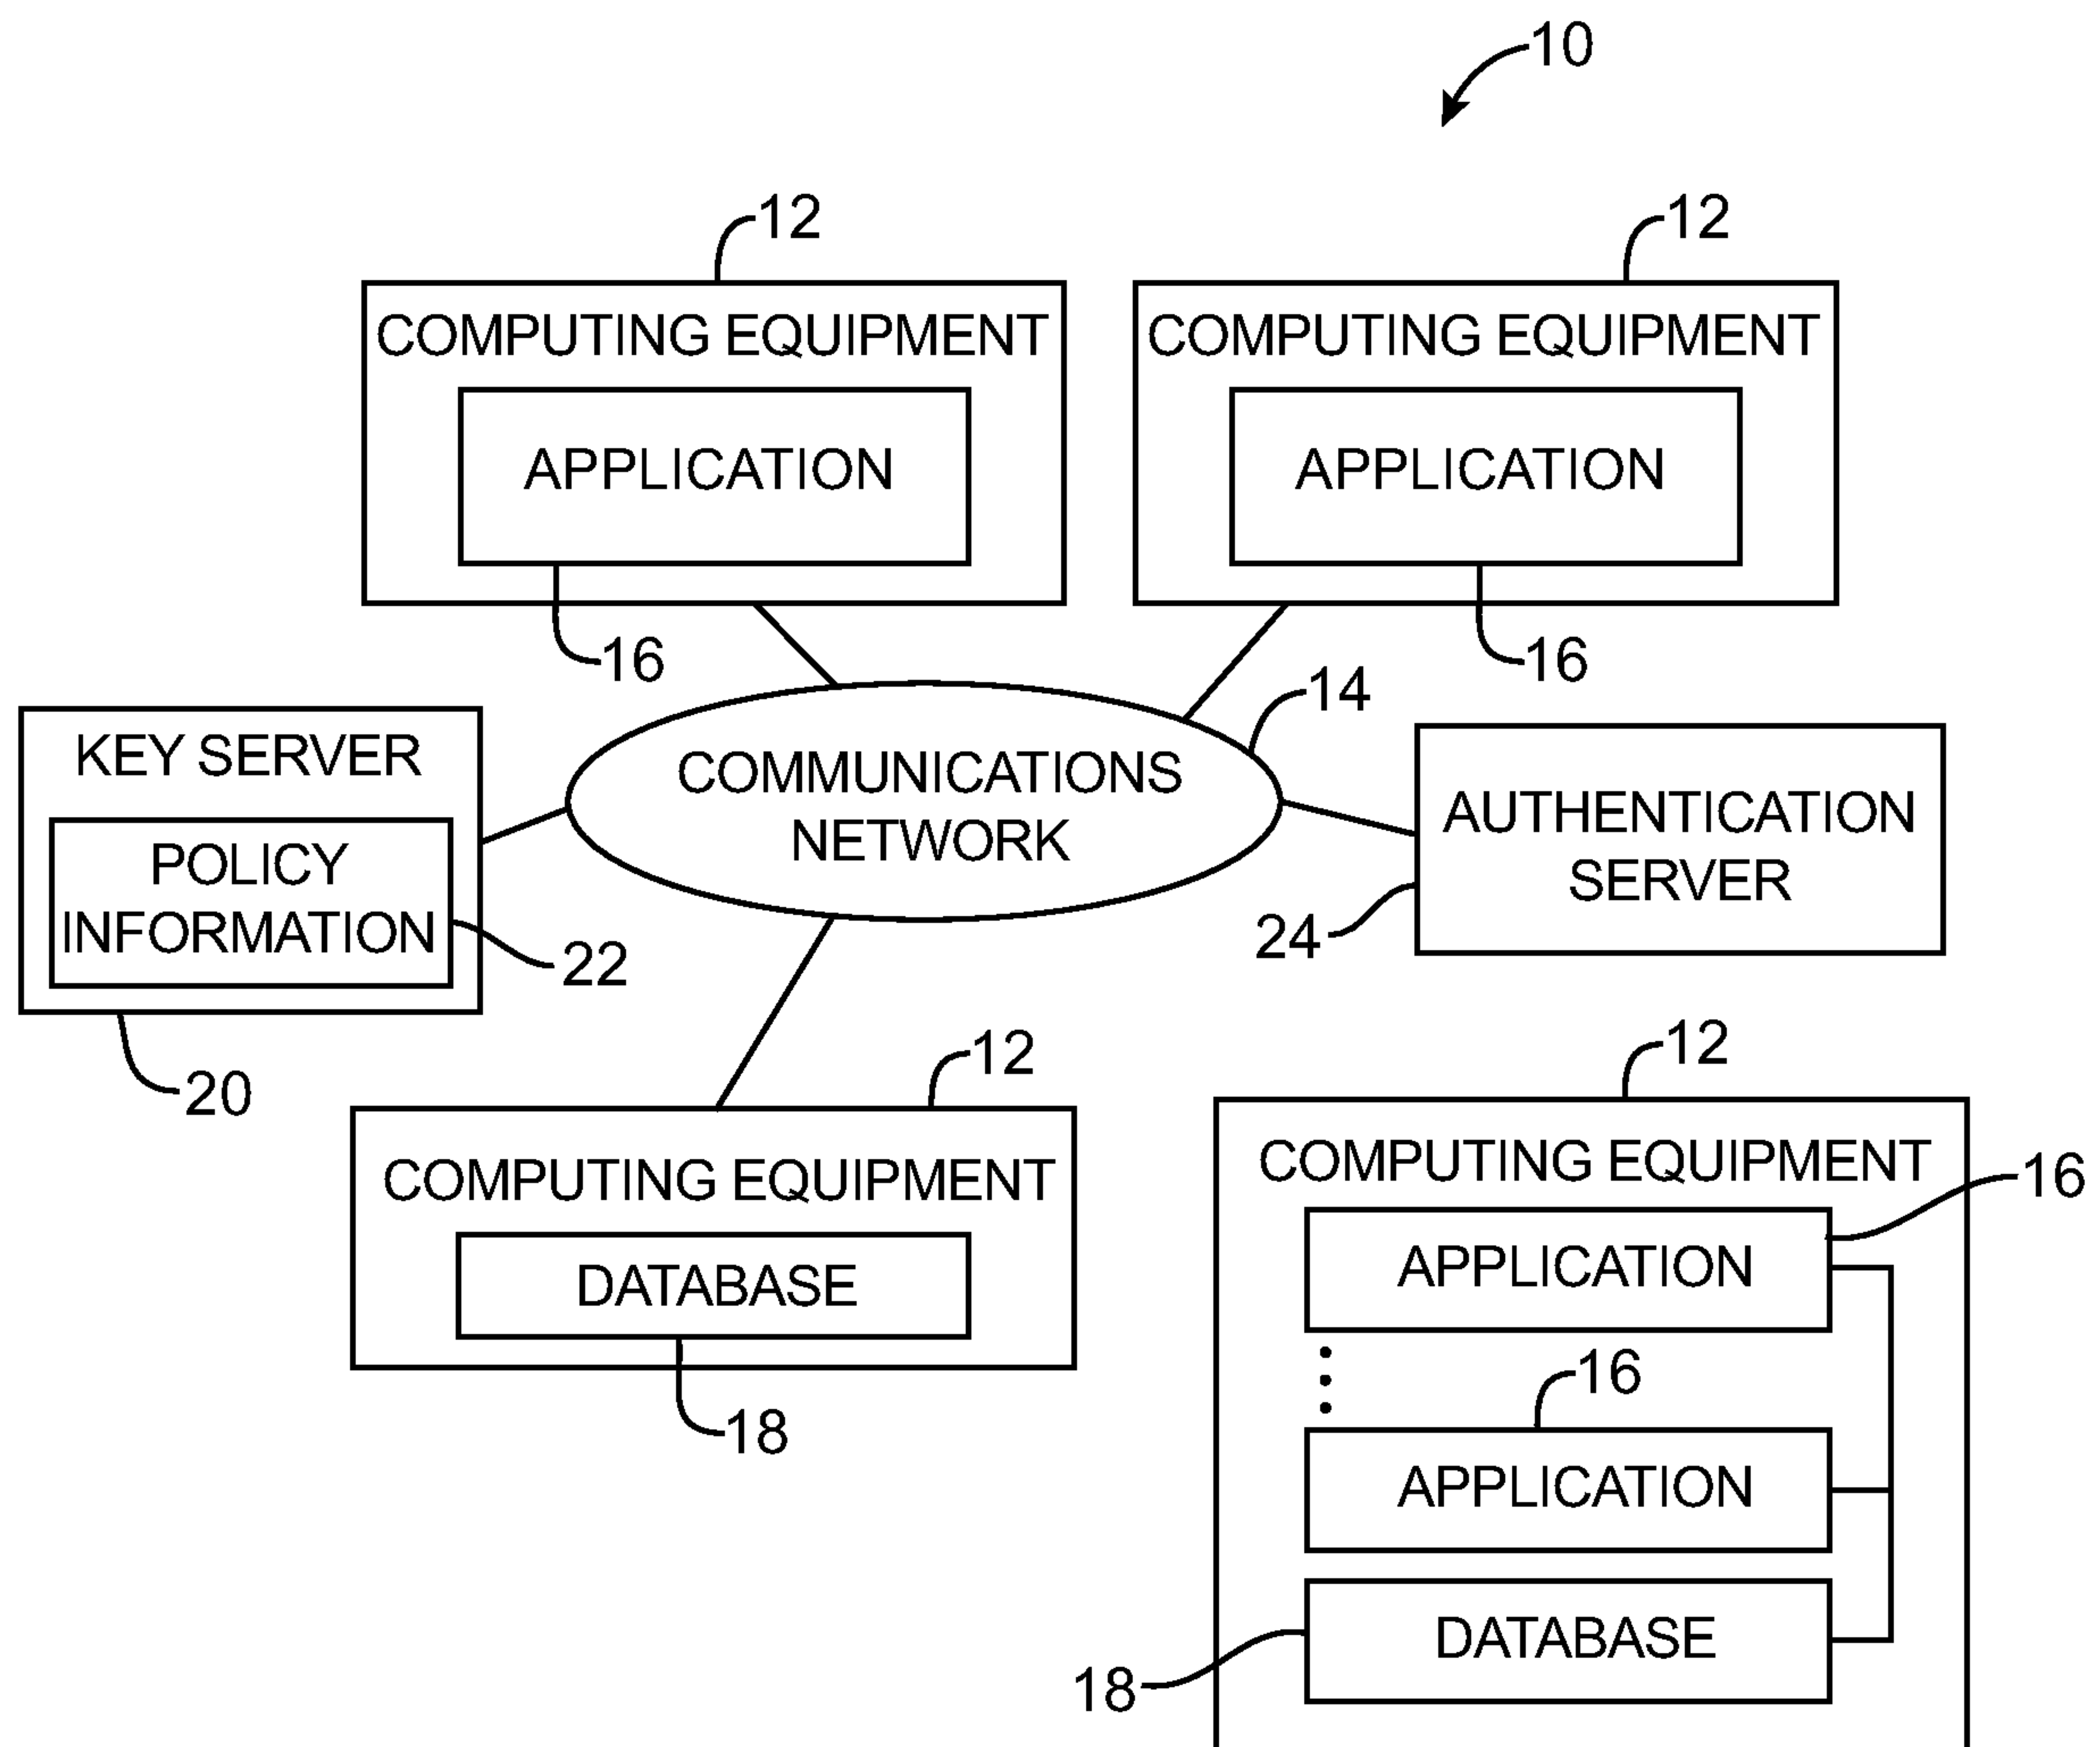 10
12
12
COMPUTING EQUIPMENT
COMPUTING EQUIPMENT
APPLICATION
APPLICATION
16
16
14
KEY SERVER
POLICY
INFORMATION
22
20
COMMUNICATIONS
NETWORK
AUTHENTICATION
SERVER
24
12
COMPUTING EQUIPMENT
DATABASE
18
12
COMPUTING EQUIPMENT
16
APPLICATION
16
APPLICATION
DATABASE
18